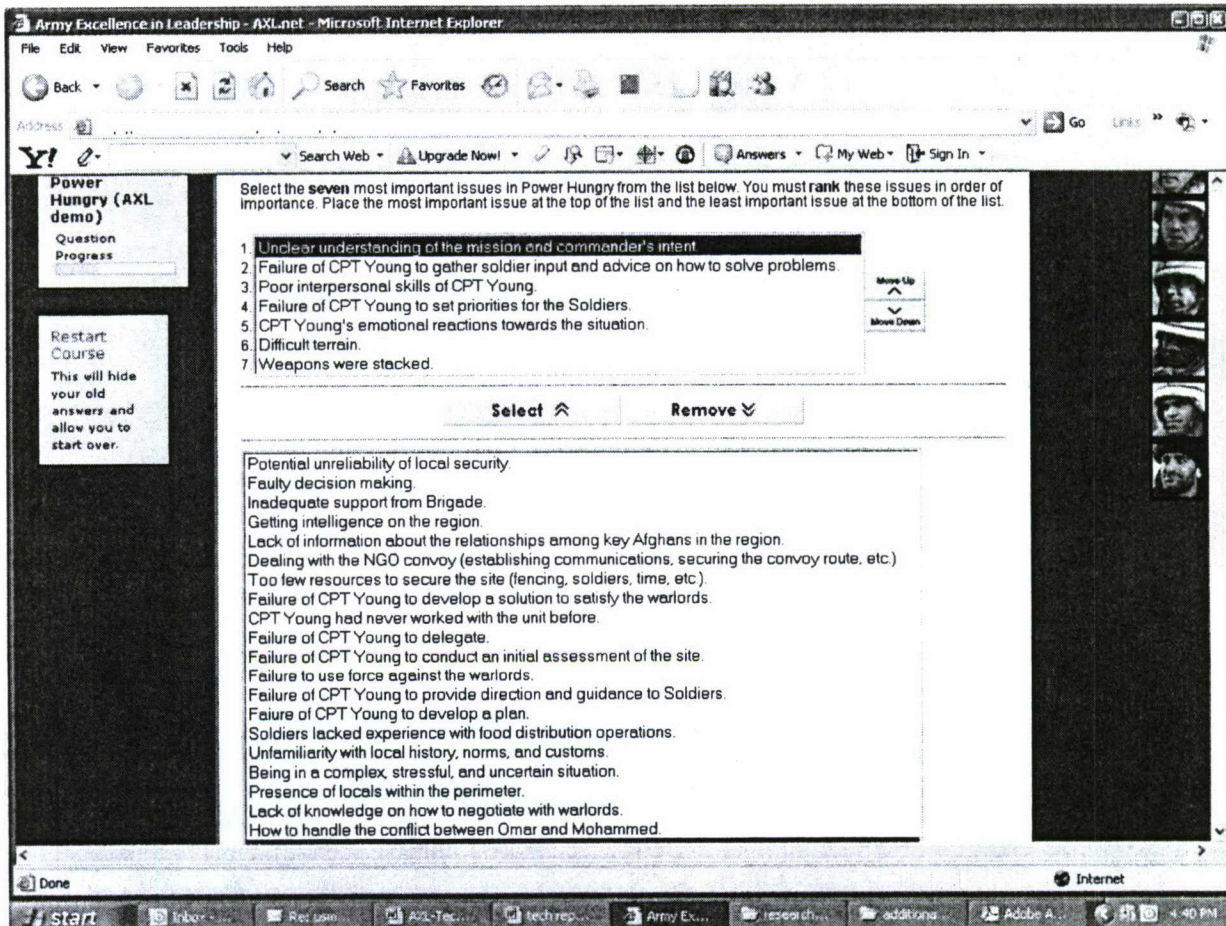 Army Excellence in Leadership - AXL.net - Microsoft Internet Explorer
File Edit View Favorites Tools Help
Back Search Favorites
Address Go Links »
Y! Search Web Upgrade Now! Answers My Web Sign In
Power
Hungry (AXL
demo)
Question
Progress
Restart
Course
This will hide
your old
answers and
allow you to
start over.
Select the seven most important issues in Power Hungry from the list below. You must rank these issues in order of
importance. Place the most important issue at the top of the list and the least important issue at the bottom of the list.
1. Unclear understanding of the mission and commander's intent.
2. Failure of CPT Young to gather soldier input and advice on how to solve problems.
3. Poor interpersonal skills of CPT Young.
4. Failure of CPT Young to set priorities for the Soldiers.
5. CPT Young's emotional reactions towards the situation.
6. Difficult terrain.
7. Weapons were stacked.
Move Up
Move Down
Select Remove
Potential unreliability of local security.
Faulty decision making.
Inadequate support from Brigade.
Getting intelligence on the region.
Lack of information about the relationships among key Afghans in the region.
Dealing with the NGO convoy (establishing communications, securing the convoy route, etc.)
Too few resources to secure the site (fencing, soldiers, time, etc.).
Failure of CPT Young to develop a solution to satisfy the warlords.
CPT Young had never worked with the unit before.
Failure of CPT Young to delegate.
Failure of CPT Young to conduct an initial assessment of the site.
Failure to use force against the warlords.
Failure of CPT Young to provide direction and guidance to Soldiers.
Faiure of CPT Young to develop a plan.
Soldiers lacked experience with food distribution operations.
Unfamiliarity with local history, norms, and customs.
Being in a complex, stressful, and uncertain situation.
Presence of locals within the perimeter.
Lack of knowledge on how to negotiate with warlords.
How to handle the conflict between Omar and Mohammed.
Done Internet
start Inbox - ... Re: usin... AXL-Tec... tech rep... Army Ex... research... additiona... Adobe A... 4:40 PM